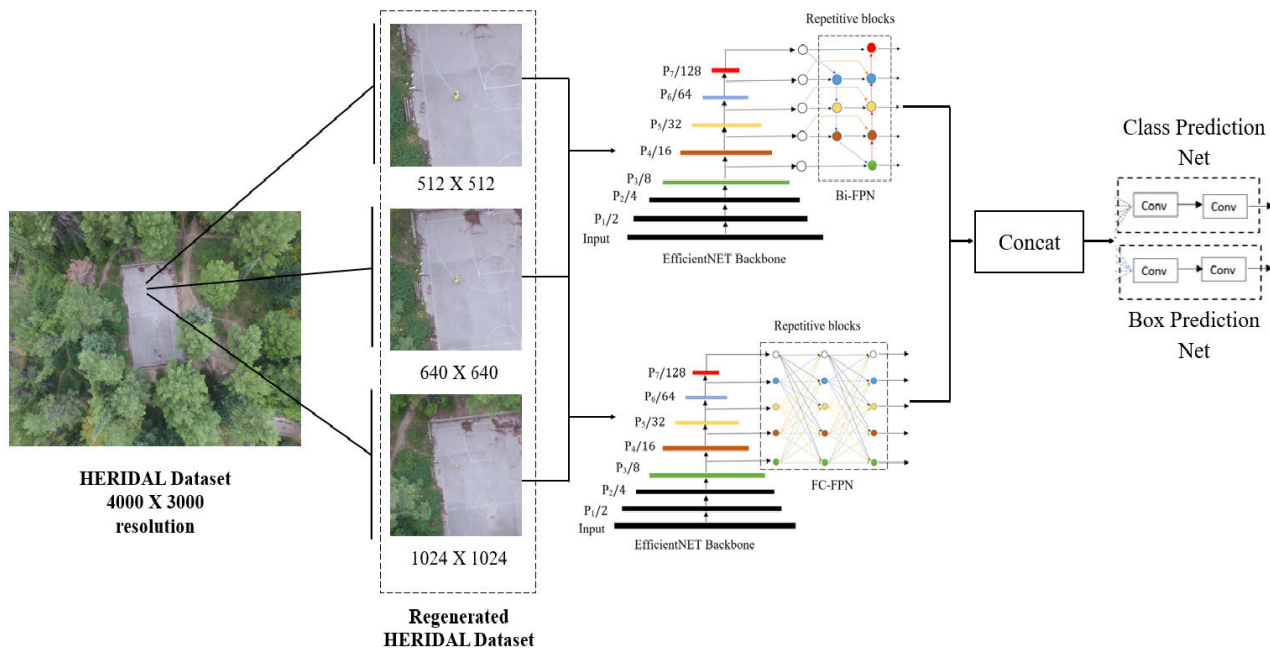 HERIDAL Dataset
4000 X 3000
resolution
512 X 512
640 X 640
1024 X 1024
Regenerated
HERIDAL Dataset
Repetitive blocks
P₇/128
P₆/64
P₅/32
P₄/16
P₃/8
P₂/4
P₁/2
Input
Bi-FPN
EfficientNET Backbone
Repetitive blocks
P₇/128
P₆/64
P₅/32
P₄/16
P₃/8
P₂/4
P₁/2
Input
FC-FPN
EfficientNET Backbone
Concat
Class Prediction
Net
Conv
Conv
Conv
Conv
Box Prediction
Net